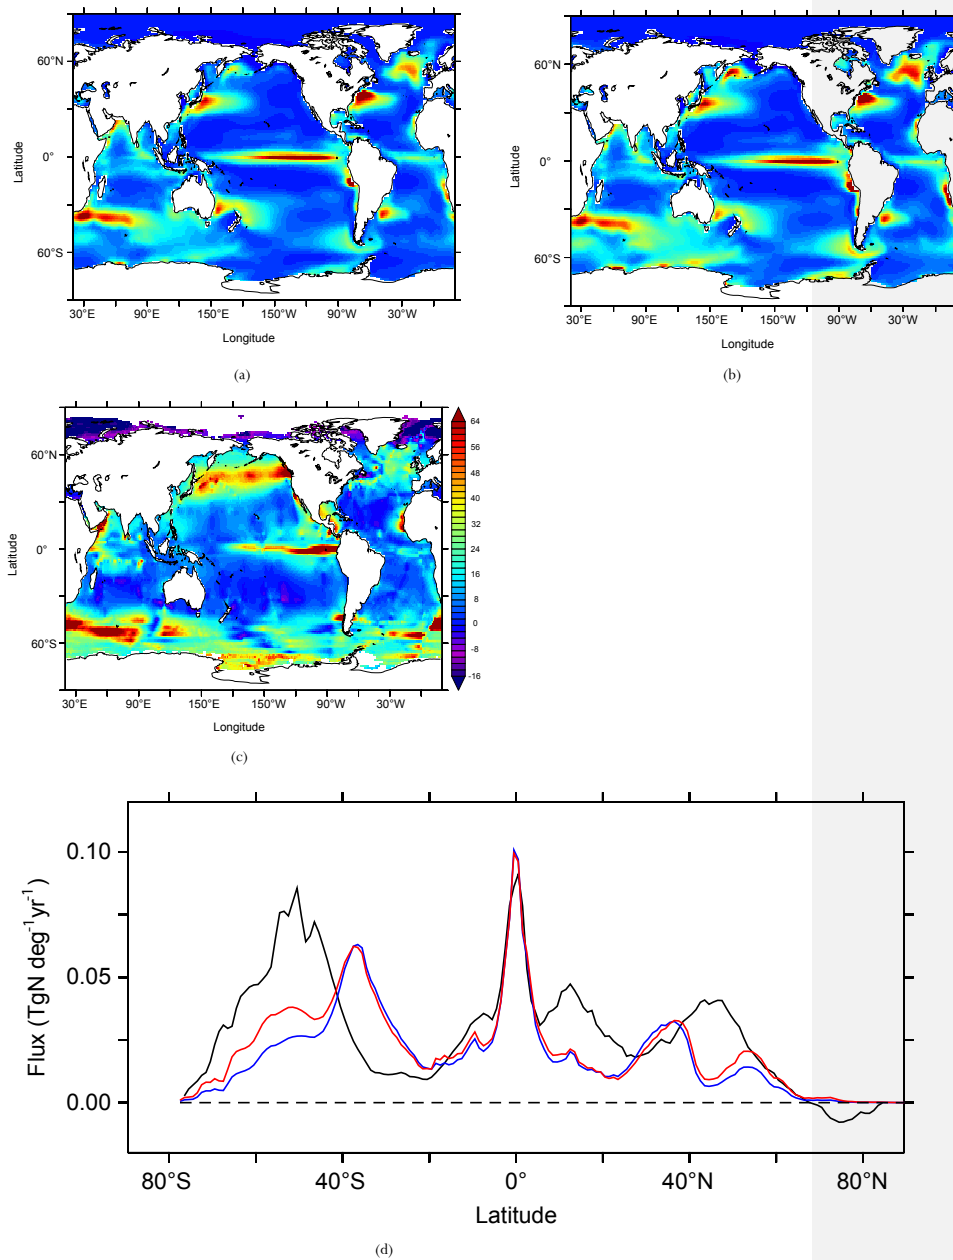 60°N
0°
60°S
Latitude
30°E 90°E 150°E 150°W 90°W 30°W
Longitude
(a)
60°N
0°
60°S
Latitude
30°E 90°E 150°E 150°W 90°W 30°W
Longitude
(b)
60°N
0°
60°S
Latitude
30°E 90°E 150°E 150°W 90°W 30°W
Longitude
64
56
48
40
32
24
16
8
0
-8
-16
(c)
0.10
0.05
0.00
Flux (TgN deg⁻¹yr⁻¹)
80°S 40°S 0° 40°N 80°N
Latitude
(d)